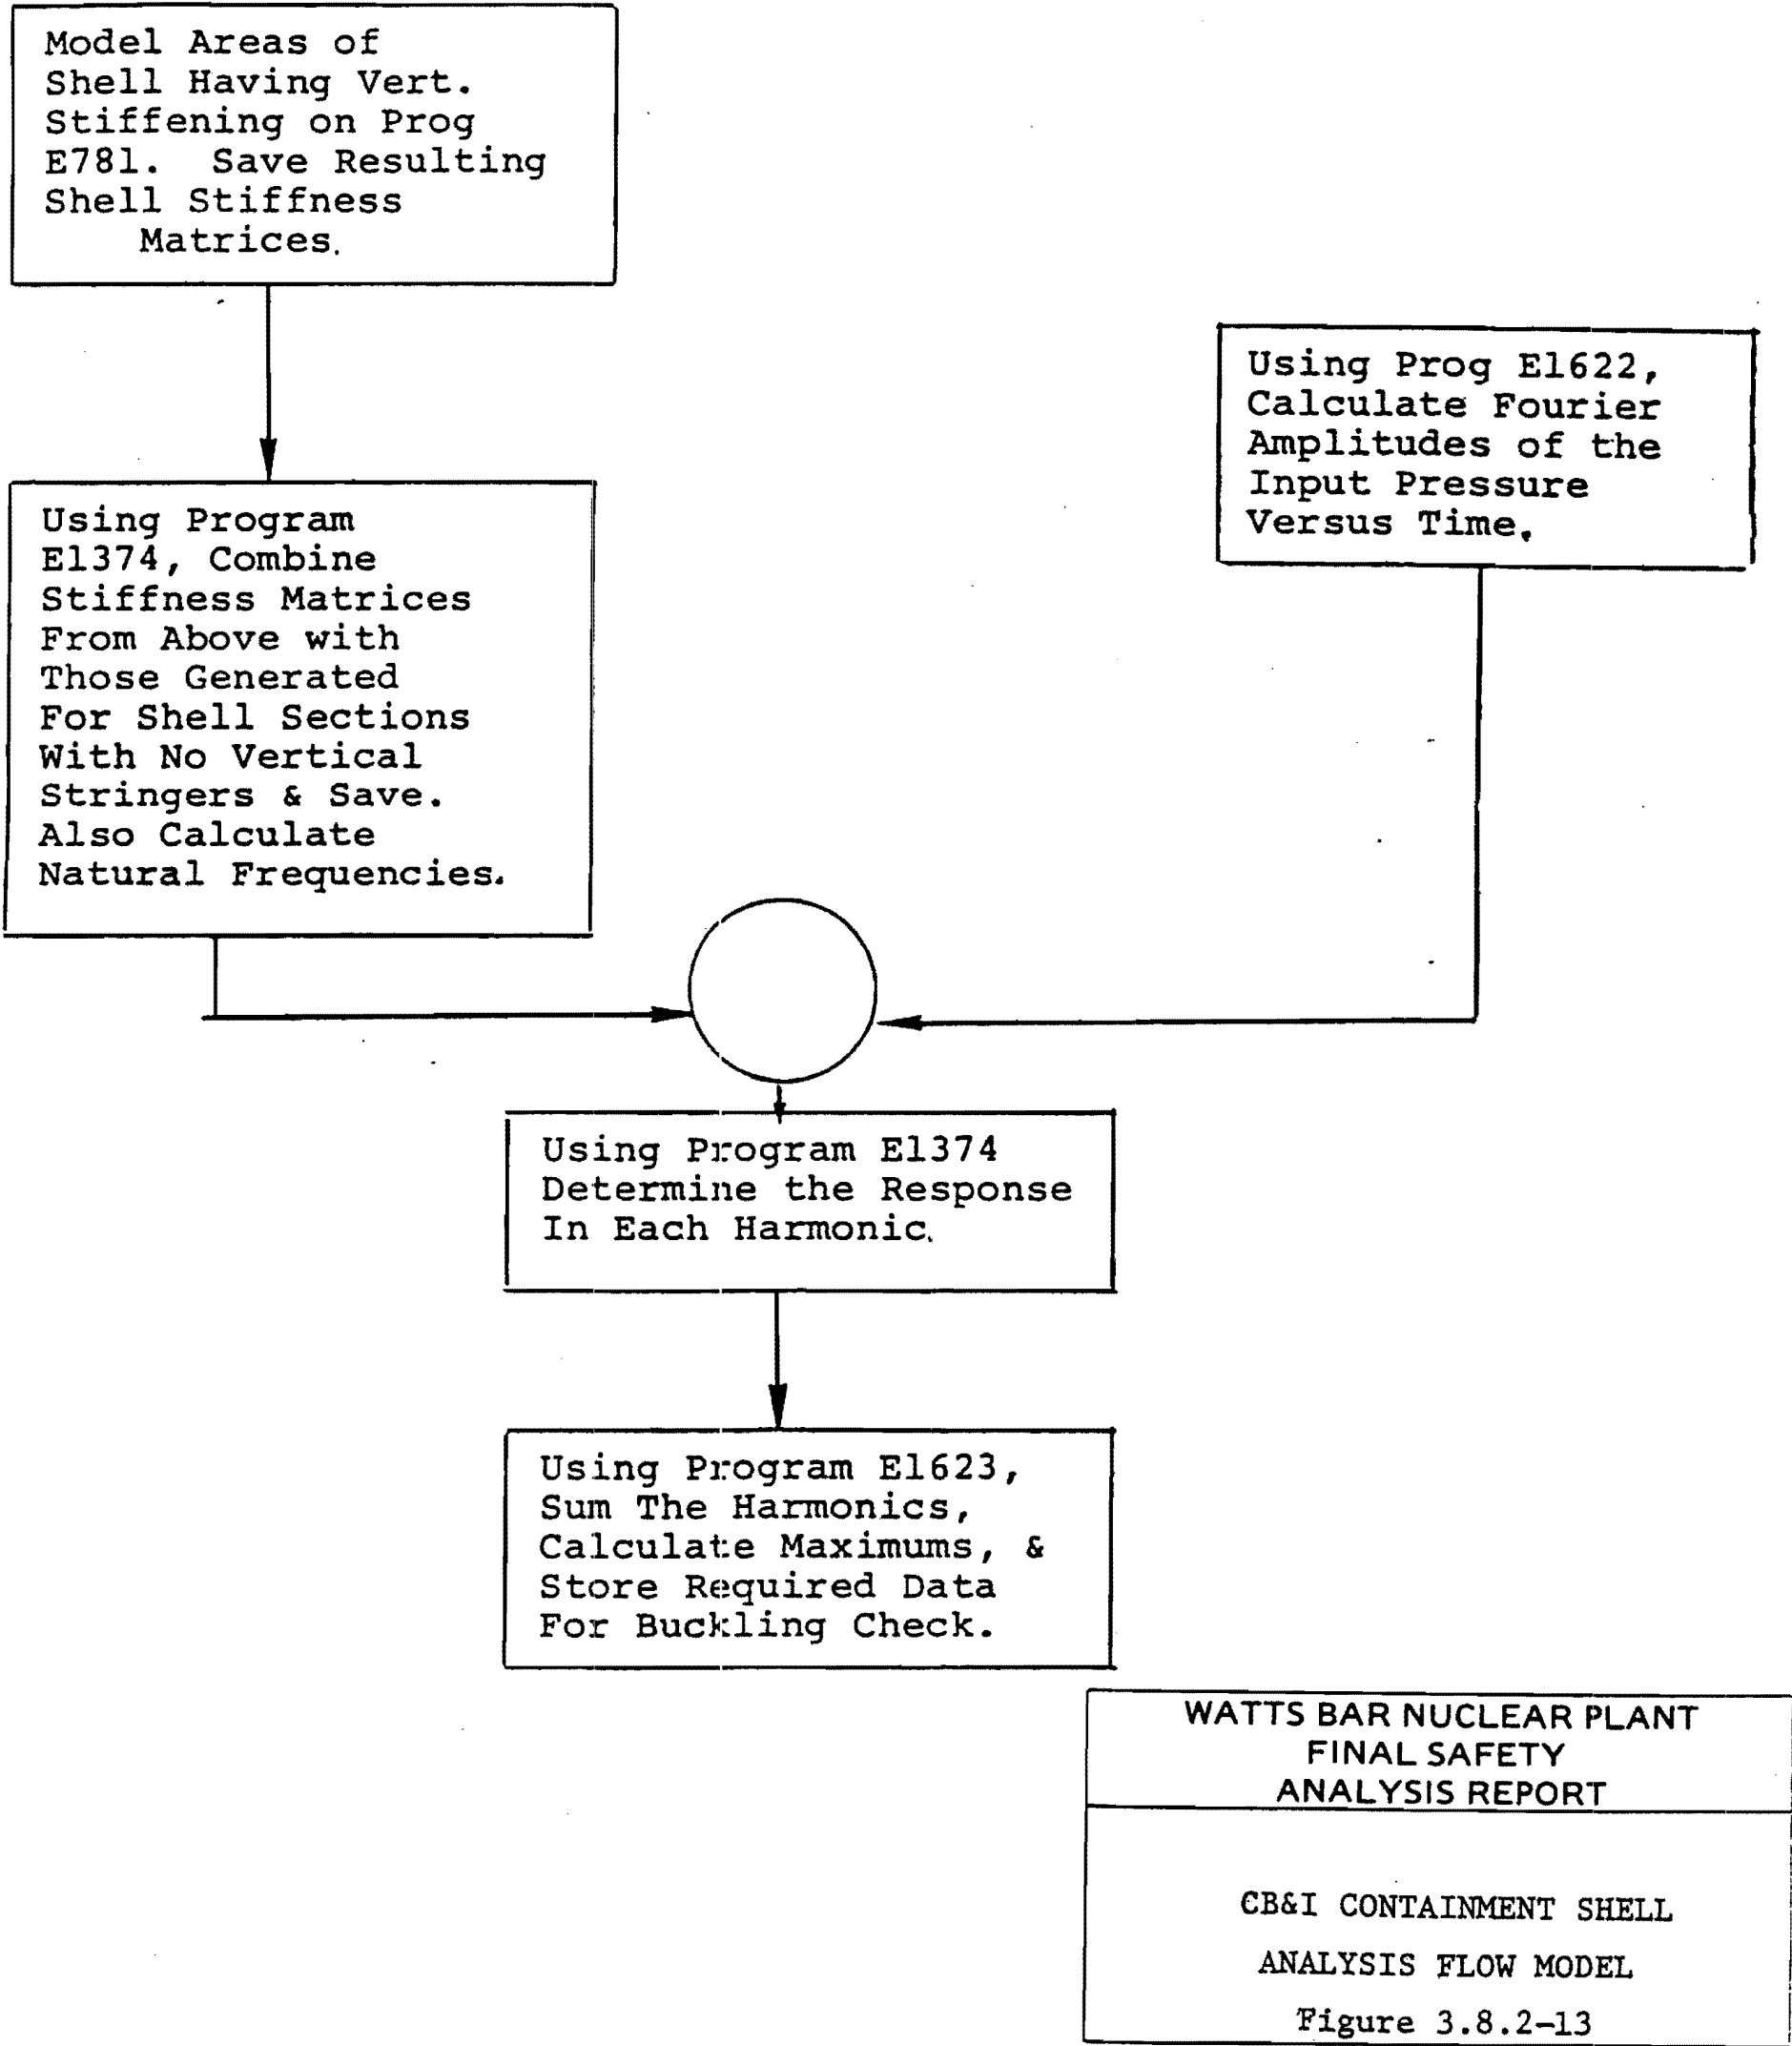 Model Areas of
Shell Having Vert.
Stiffening on Prog
E781. Save Resulting
Shell Stiffness
Matrices.
Using Prog E1622,
Calculate Fourier
Amplitudes of the
Input Pressure
Versus Time.
Using Program
E1374, Combine
Stiffness Matrices
From Above with
Those Generated
For Shell Sections
With No Vertical
Stringers & Save.
Also Calculate
Natural Frequencies.
Using Program E1374
Determine the Response
In Each Harmonic.
Using Program E1623,
Sum The Harmonics,
Calculate Maximums, &
Store Required Data
For Buckling Check.
WATTS BAR NUCLEAR PLANT
FINAL SAFETY
ANALYSIS REPORT
CB&I CONTAINMENT SHELL
ANALYSIS FLOW MODEL
Figure 3.8.2-13